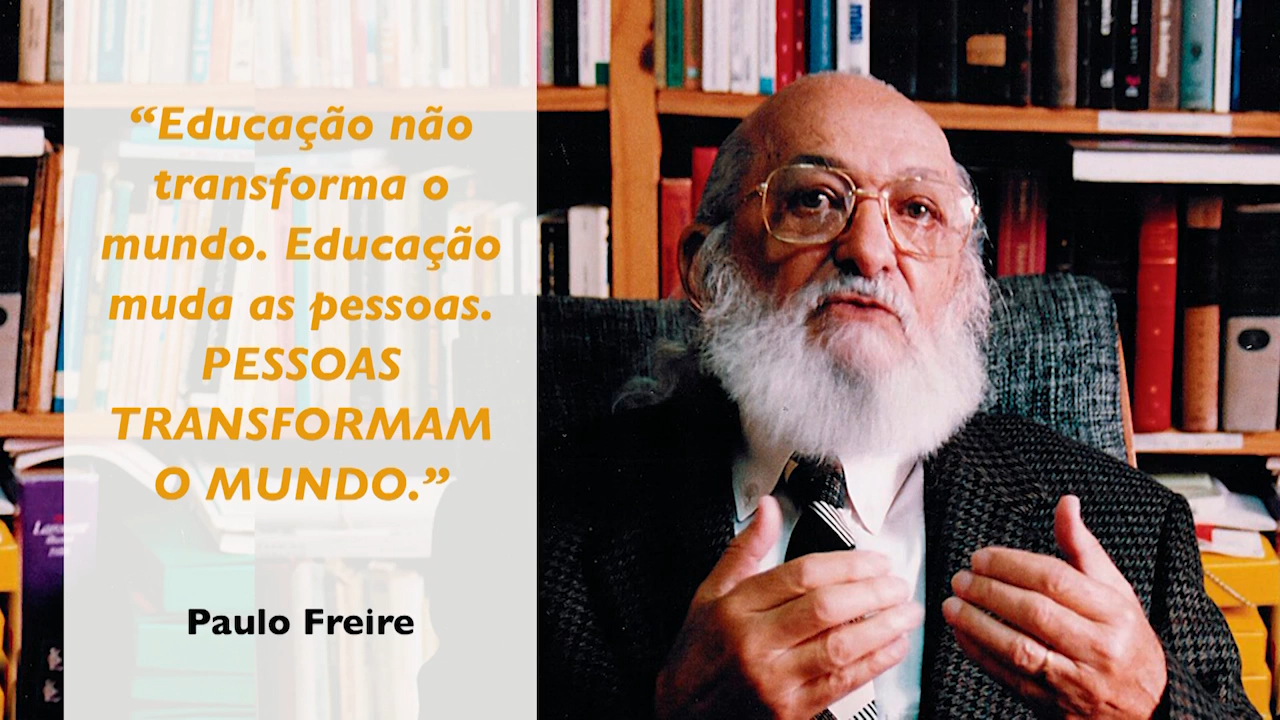 “Educação não
transforma o
mundo. Educação
muda as pessoas.
PESSOAS
TRANSFORMAM
O MUNDO.”
Paulo Freire